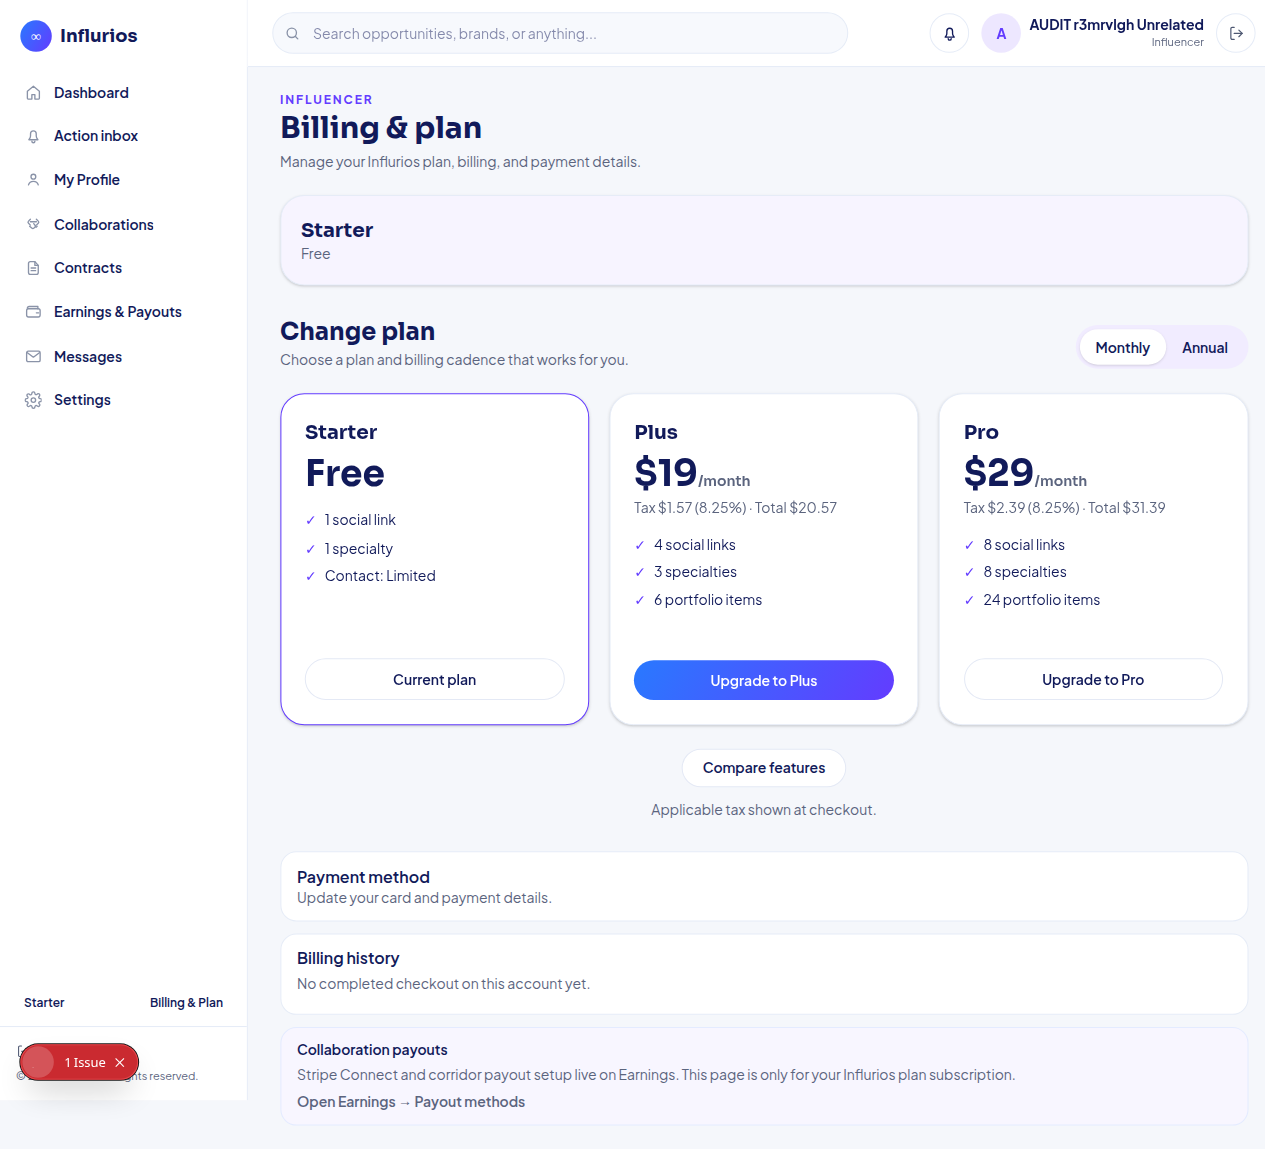 Influrios
Search opportunities, brands, or anything...
A
AUDIT r3mrvlgh Unrelated
Influencer
Dashboard
Action inbox
My Profile
Collaborations
Contracts
Earnings & Payouts
Messages
Settings
INFLUENCER
Billing & plan
Manage your Influrios plan, billing, and payment details.
Starter
Free
Change plan
Choose a plan and billing cadence that works for you.
Monthly
Annual
Starter
Free
✓ 1 social link
✓ 1 specialty
✓ Contact: Limited
Current plan
Plus
$19/month
Tax $1.57 (8.25%) · Total $20.57
✓ 4 social links
✓ 3 specialties
✓ 6 portfolio items
Upgrade to Plus
Pro
$29/month
Tax $2.39 (8.25%) · Total $31.39
✓ 8 social links
✓ 8 specialties
✓ 24 portfolio items
Upgrade to Pro
Compare features
Applicable tax shown at checkout.
Payment method
Update your card and payment details.
Billing history
No completed checkout on this account yet.
Collaboration payouts
Stripe Connect and corridor payout setup live on Earnings. This page is only for your Influrios plan subscription.
Open Earnings → Payout methods
Starter
Billing & Plan
1 Issue
©
reserved.